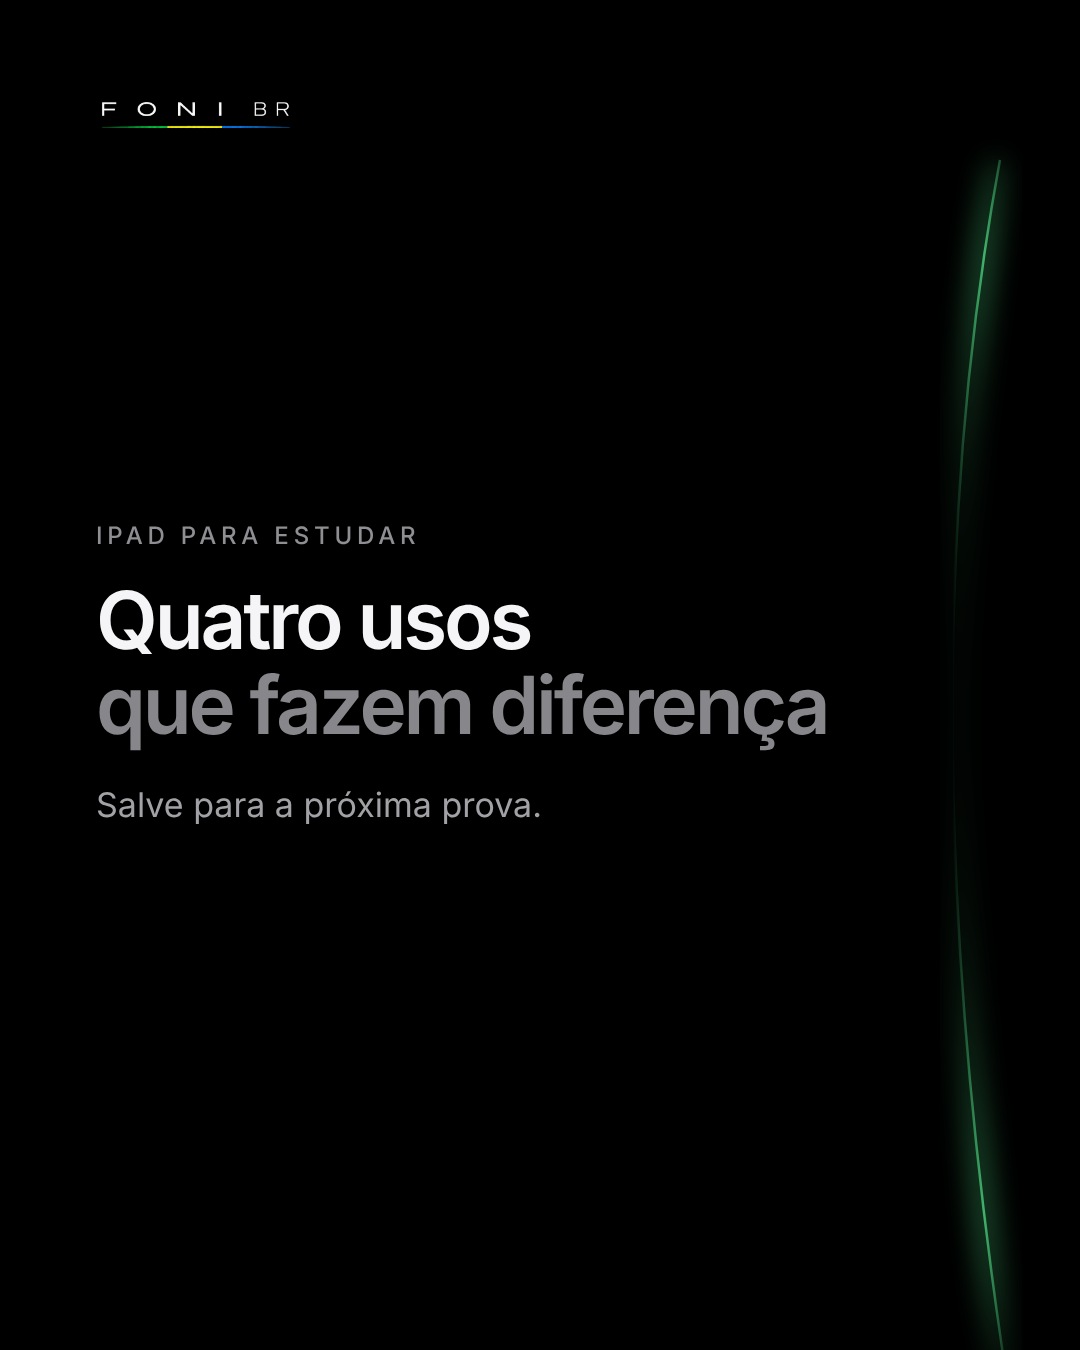 FONI BR
IPAD PARA ESTUDAR
Quatro usos
que fazem diferença
Salve para a próxima prova.